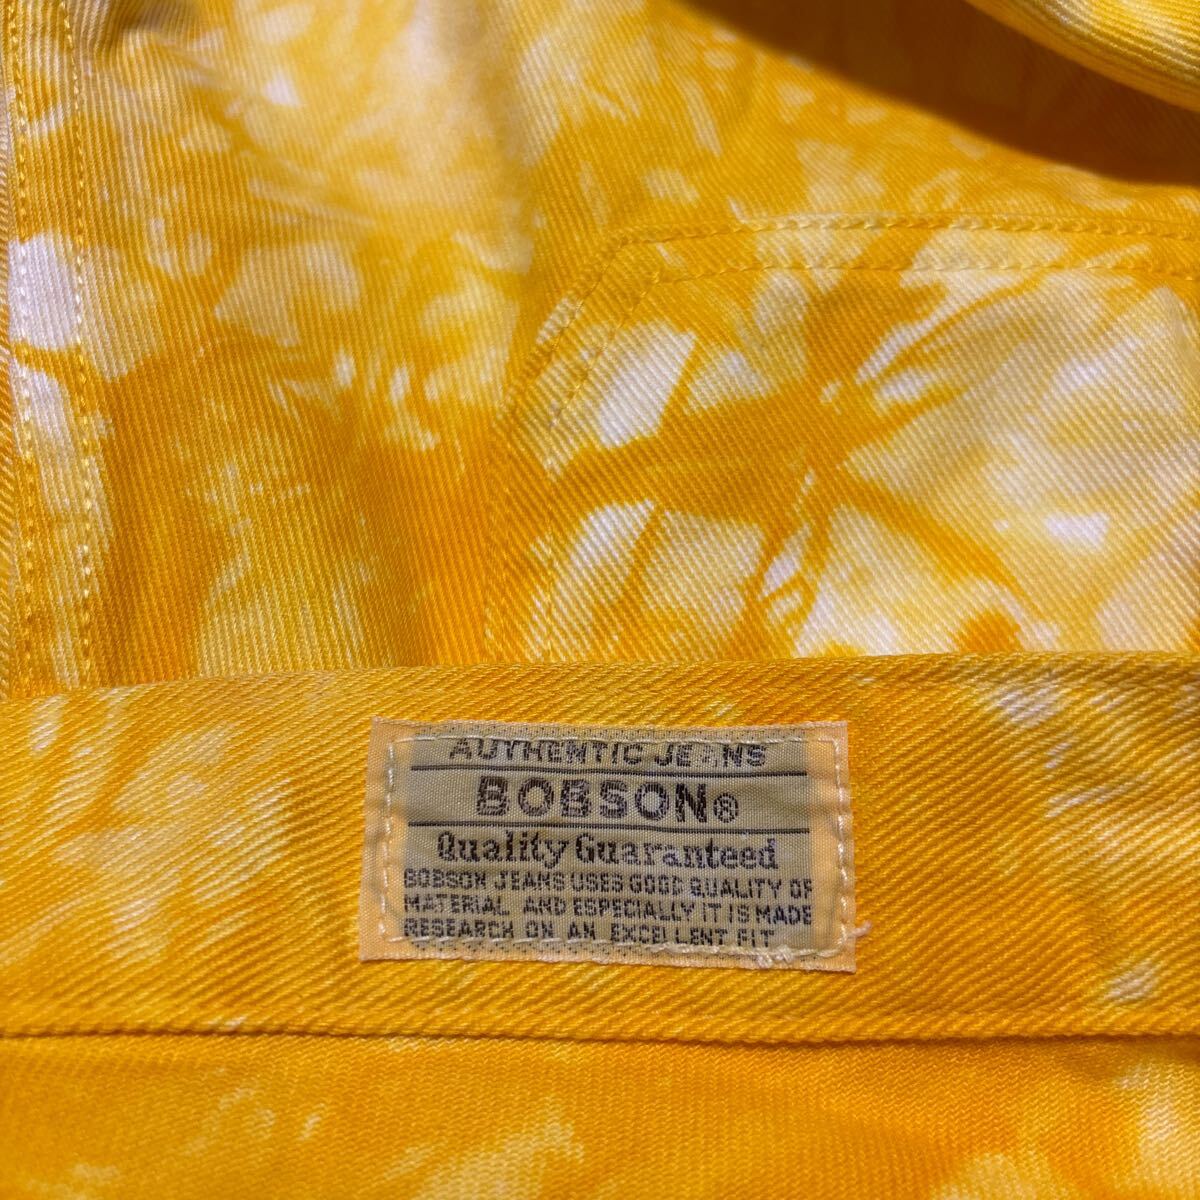 AUTHENTIC JEANS
BOBSON®
Quality Guaranteed
BOBSON JEANS USES GOOD QUALITY OF
MATERIAL AND ESPECIALLY IT IS MADE
RESEARCH ON AN EXCELLENT FIT